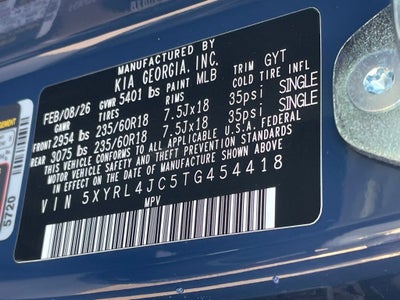 MANUFACTURED BY
KIA GEORGIA, INC.
FEB/08/26 GVWR 5401 lbs PAINT MLB TRIM GYT
GAWR TIRES RIMS COLD TIRE INFL
FRONT 2954 lbs 235/60R18 7.5Jx18 35psi SINGLE
REAR 3075 lbs 235/60R18 7.5Jx18 35psi SINGLE
THIS VEHICLE CONFORMS TO ALL APPLICABLE U.S.A FEDERAL
MOTOR VEHICLE SAFETY STANDARDS
IN EFFECT ON THE DATE OF MANUFACTURE SHOWN ABOVE
VIN 5XYRL4JC5TG454418
MPV
5720